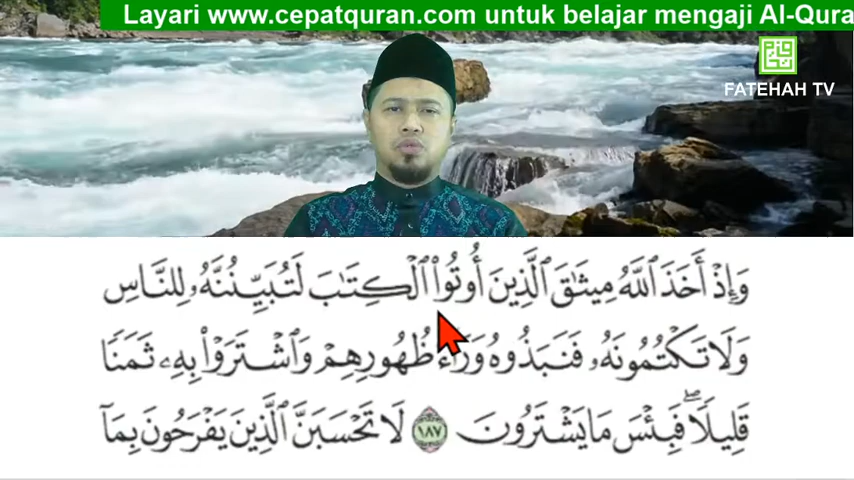 Layari www.cepatquran.com untuk belajar mengaji Al-Qura
FATEHAH TV
وَإِذْ أَخَذَ ٱللَّهُ مِيثَٰقَ ٱلَّذِينَ أُوتُوا۟ ٱلْكِتَٰبَ لَتُبَيِّنُنَّهُۥ لِلنَّاسِ
وَلَا تَكْتُمُونَهُۥ فَنَبَذُوهُ وَرَآءَ ظُهُورِهِمْ وَٱشْتَرَوْا۟ بِهِۦ ثَمَنًا
قَلِيلًا ۖ فَبِئْسَ مَا يَشْتَرُونَ ١٨٧ لَا تَحْسَبَنَّ ٱلَّذِينَ يَفْرَحُونَ بِمَآ